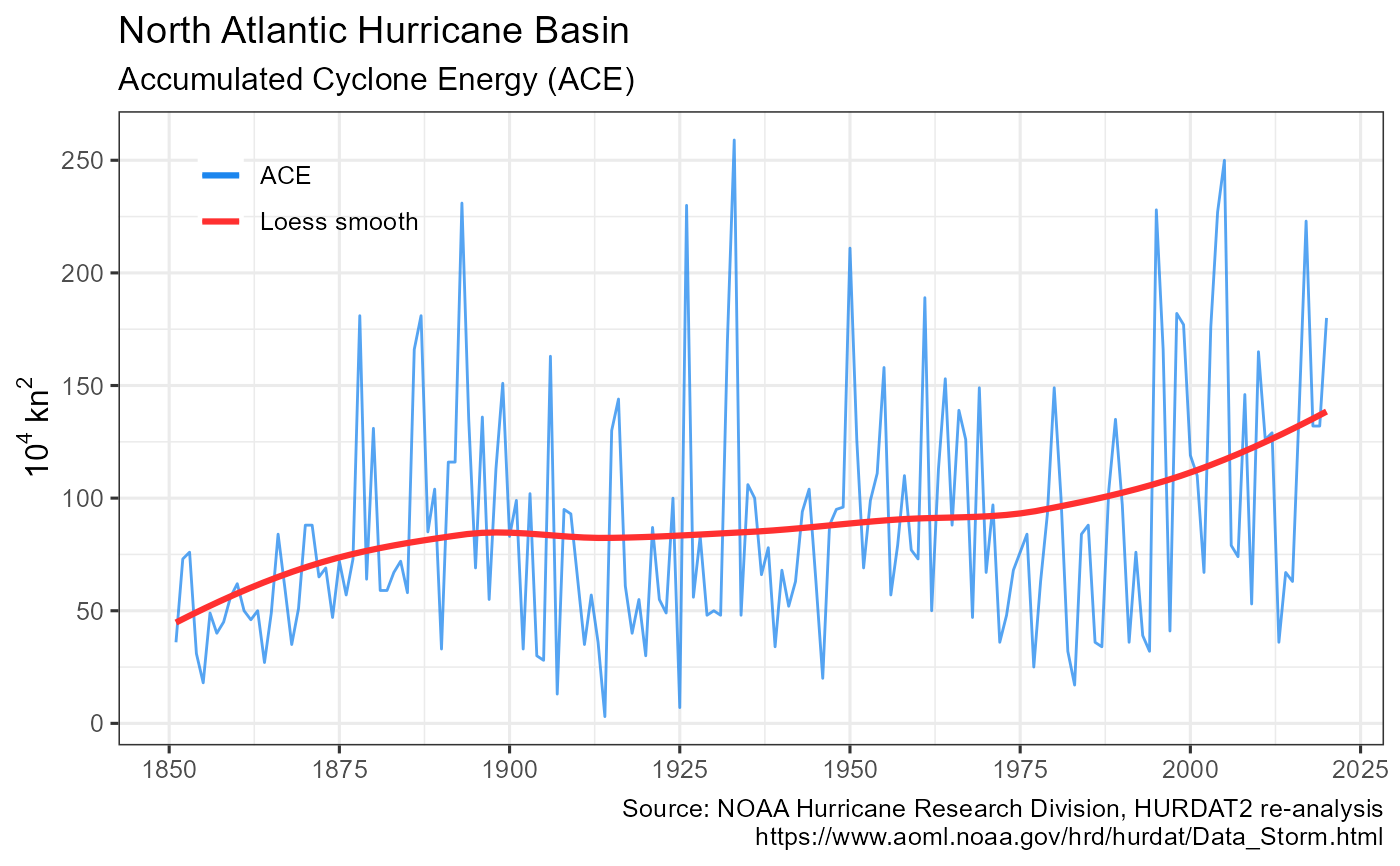 North Atlantic Hurricane Basin
Accumulated Cyclone Energy (ACE)
10⁴ kn²
250
200
150
100
50
0
ACE
Loess smooth
1850 1875 1900 1925 1950 1975 2000 2025
Source: NOAA Hurricane Research Division, HURDAT2 re-analysis
https://www.aoml.noaa.gov/hrd/hurdat/Data_Storm.html